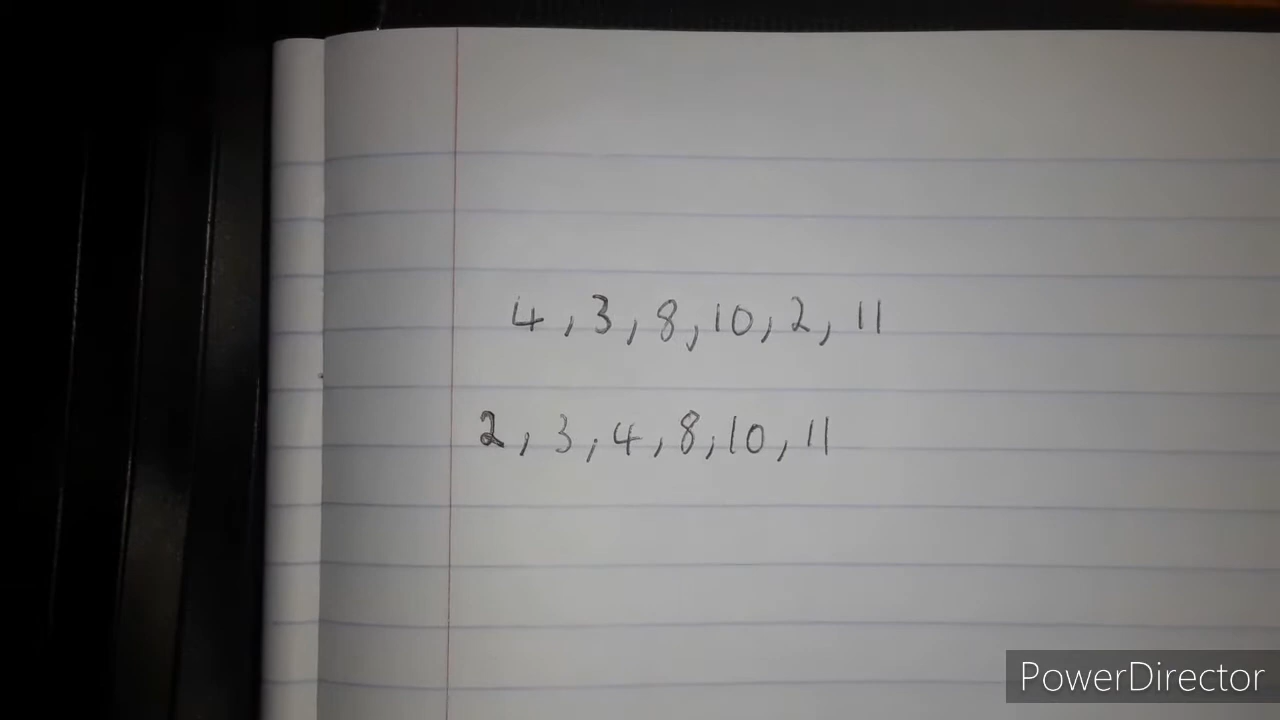 4, 3, 8, 10, 2, 11
2, 3, 4, 8, 10, 11
PowerDirector